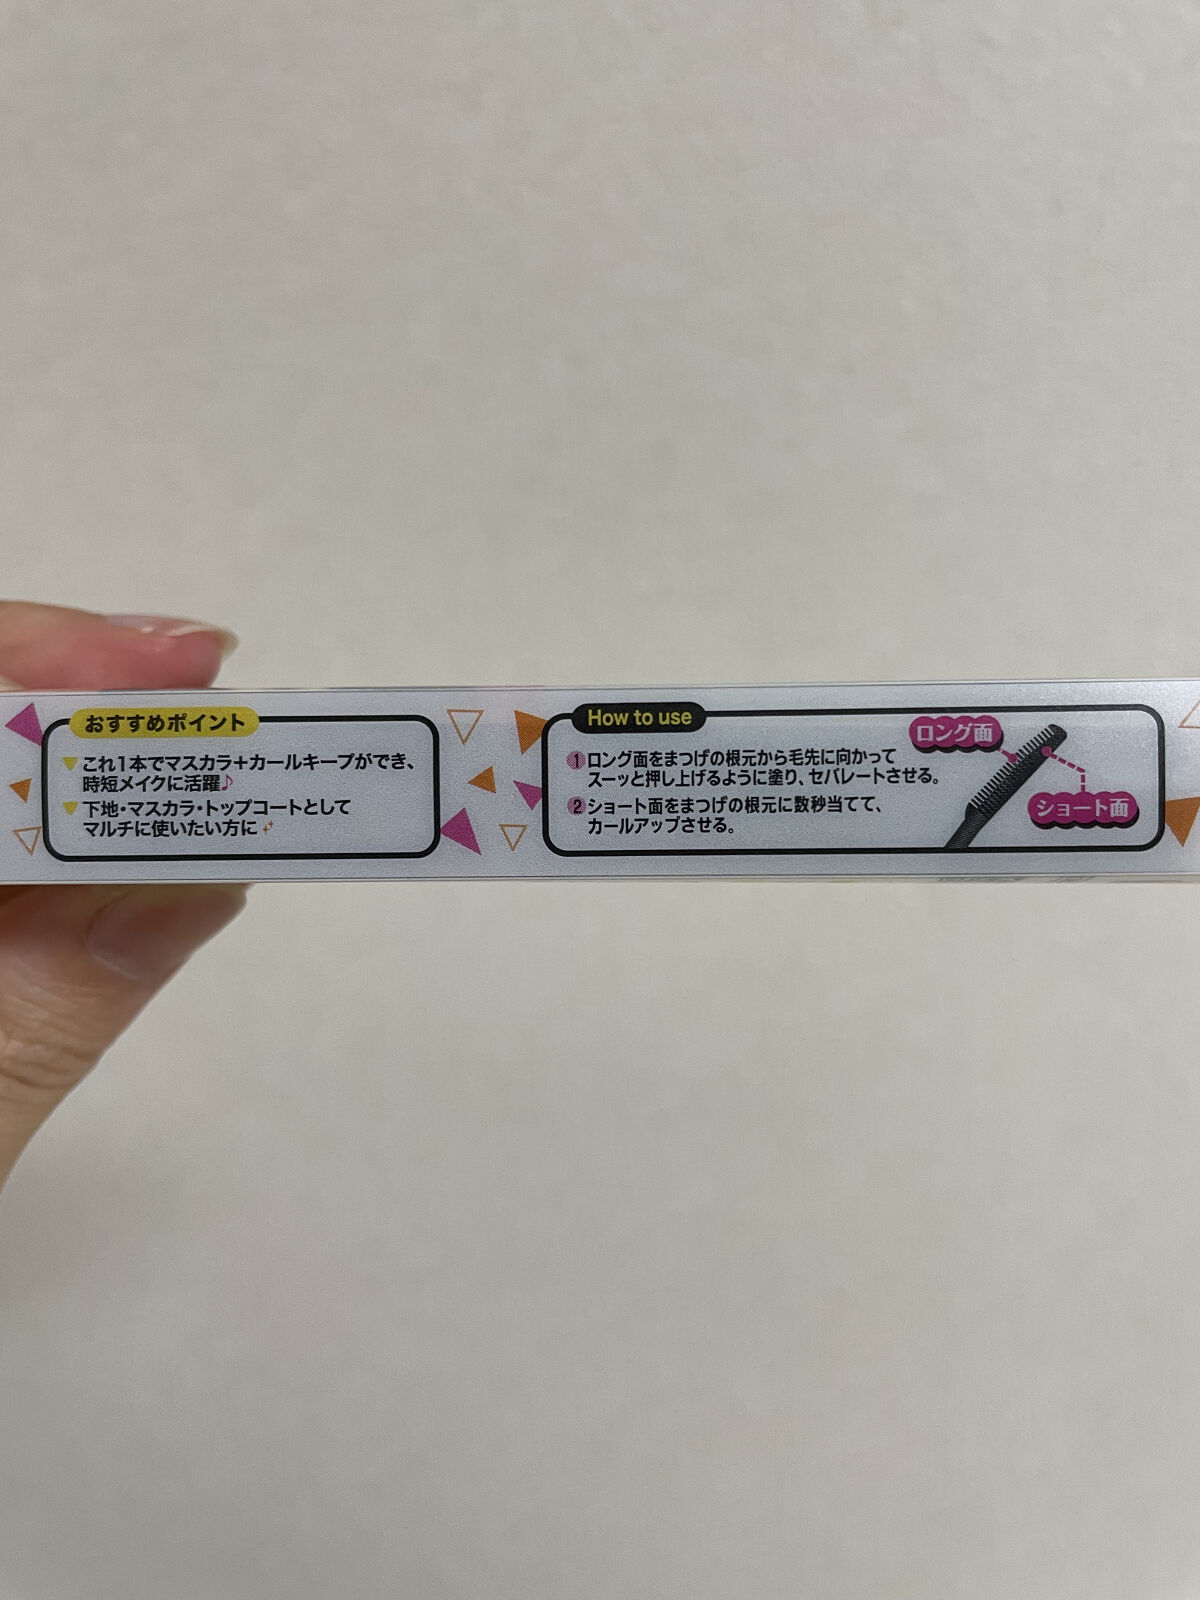 おすすめポイント
これ1本でマスカラ+カールキープができ、
時短メイクに活躍♪
下地・マスカラ・トップコートとして
マルチに使いたい方に
How to use
① ロング面をまつげの根元から毛先に向かって
スーッと押し上げるように塗り、セパレートさせる。
② ショート面をまつげの根元に数秒当てて、
カールアップさせる。
ロング面
ショート面